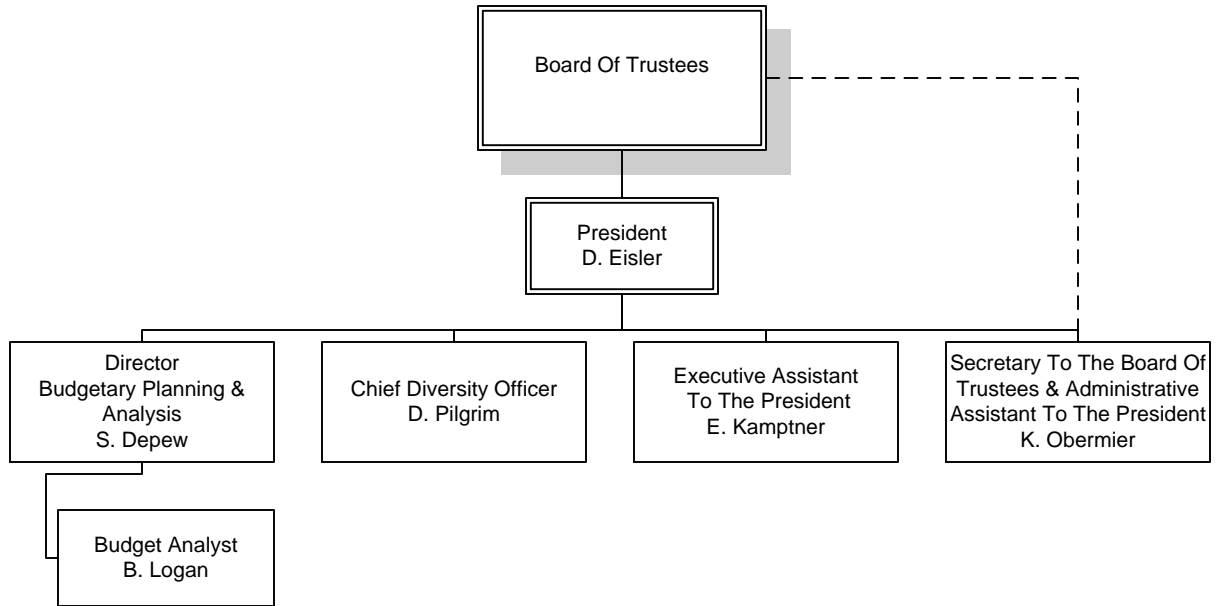 Board Of Trustees
President
D. Eisler
Director
Budgetary Planning &
Analysis
S. Depew
Chief Diversity Officer
D. Pilgrim
Executive Assistant
To The President
E. Kamptner
Secretary To The Board Of
Trustees & Administrative
Assistant To The President
K. Obermier
Budget Analyst
B. Logan